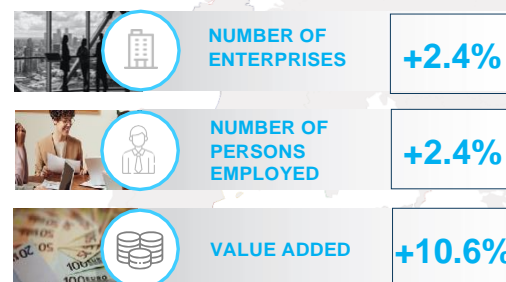 NUMBER OF
ENTERPRISES
+2.4%
NUMBER OF
PERSONS
EMPLOYED
+2.4%
VALUE ADDED
+10.6%